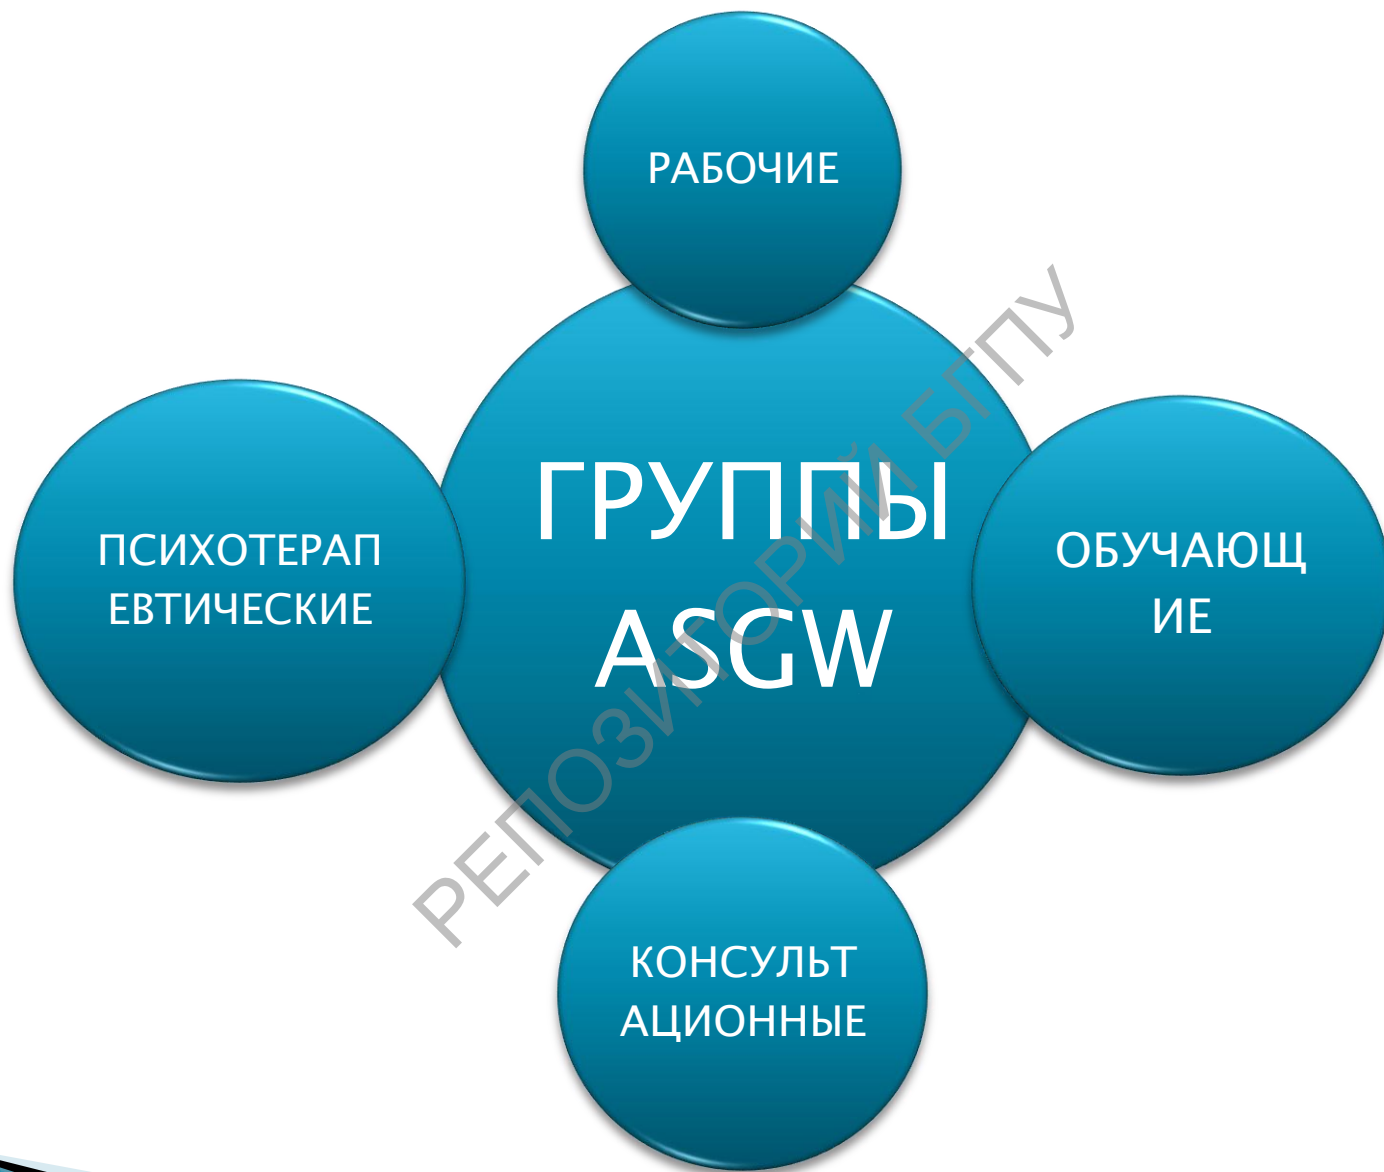 РАБОЧИЕ
ГРУППЫ
ASGW
ПСИХОТЕРАП
ЕВТИЧЕСКИЕ
ОБУЧАЮЩ
ИЕ
КОНСУЛЬТ
АЦИОННЫЕ
РЕПОЗИТОРИЙ БГПУ